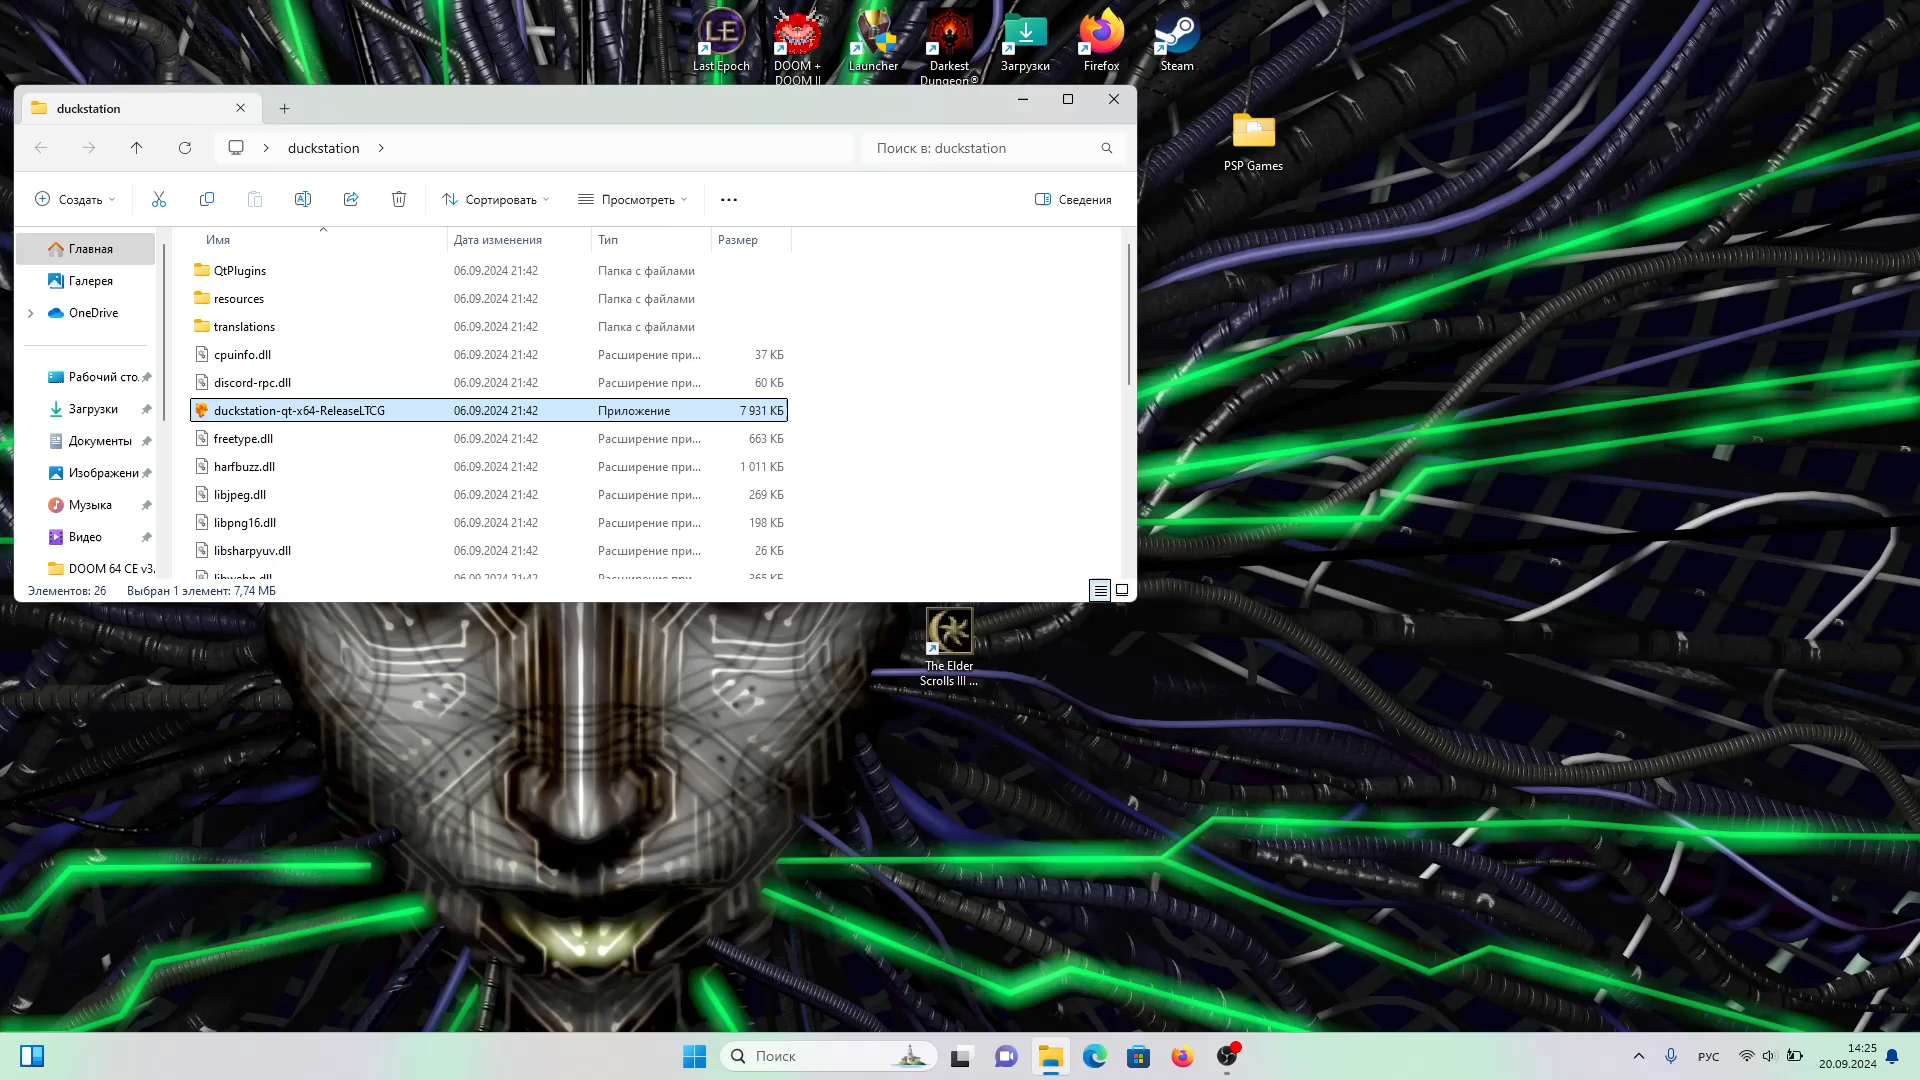 Last Epoch
DOOM +
DOOM II
Launcher
Darkest
Dungeon®
Загрузки
Firefox
Steam
PSP Games
duckstation
duckstation
Поиск в: duckstation
Создать
Сортировать
Просмотреть
Сведения
Главная
Галерея
OneDrive
Рабочий сто
Загрузки
Документы
Изображени
Музыка
Видео
DOOM 64 CE v3.
Имя Дата изменения Тип Размер
QtPlugins 06.09.2024 21:42 Папка с файлами
resources 06.09.2024 21:42 Папка с файлами
translations 06.09.2024 21:42 Папка с файлами
cpuinfo.dll 06.09.2024 21:42 Расширение при... 37 КБ
discord-rpc.dll 06.09.2024 21:42 Расширение при... 60 КБ
duckstation-qt-x64-ReleaseLTCG 06.09.2024 21:42 Приложение 7 931 КБ
freetype.dll 06.09.2024 21:42 Расширение при... 663 КБ
harfbuzz.dll 06.09.2024 21:42 Расширение при... 1 011 КБ
libjpeg.dll 06.09.2024 21:42 Расширение при... 269 КБ
libpng16.dll 06.09.2024 21:42 Расширение при... 198 КБ
libsharpyuv.dll 06.09.2024 21:42 Расширение при... 26 КБ
libwebp.dll 06.09.2024 21:42 Расширение при... 365 КБ
Элементов: 26 Выбран 1 элемент: 7,74 МБ
The Elder
Scrolls III ...
Поиск
РУС
14:25
20.09.2024